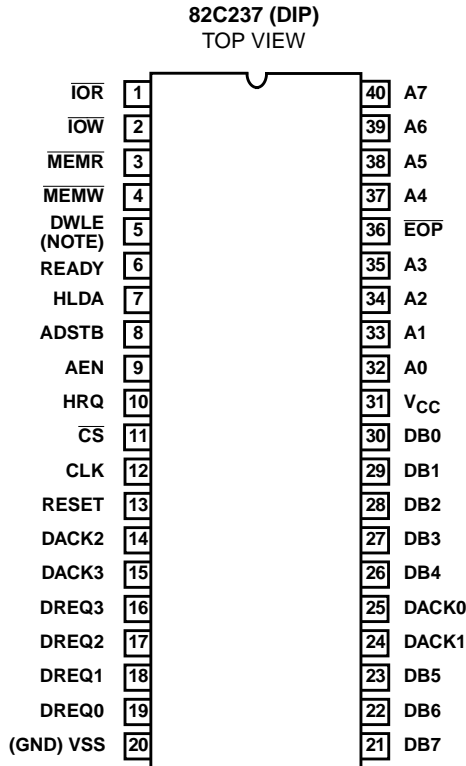 82C237 (DIP)
TOP VIEW
IOR 1 40 A7
IOW 2 39 A6
MEMR 3 38 A5
MEMW 4 37 A4
DWLE
(NOTE) 5 36 EOP
READY 6 35 A3
HLDA 7 34 A2
ADSTB 8 33 A1
AEN 9 32 A0
HRQ 10 31 VCC
CS 11 30 DB0
CLK 12 29 DB1
RESET 13 28 DB2
DACK2 14 27 DB3
DACK3 15 26 DB4
DREQ3 16 25 DACK0
DREQ2 17 24 DACK1
DREQ1 18 23 DB5
DREQ0 19 22 DB6
(GND) VSS 20 21 DB7